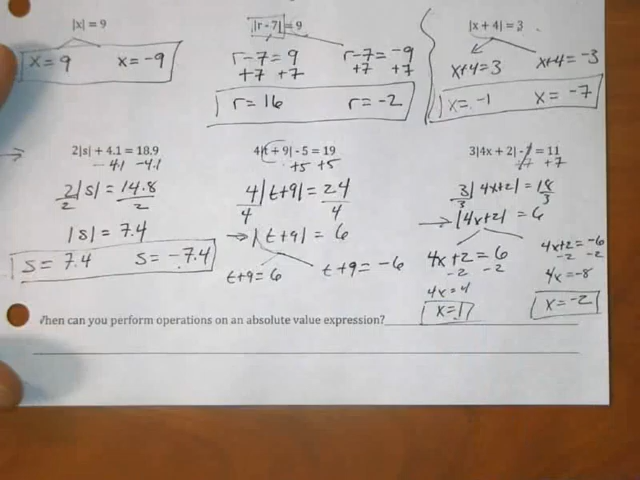 |x| = 9
x = 9 x = -9
|r - 7| = 9
r-7 = 9 r-7 = -9
+7 +7 +7 +7
r = 16 r = -2
|x + 4| = 3
x+4 = 3 x+4 = -3
x = -1 x = -7
2|s| + 4.1 = 18.9
-4.1 -4.1
2|s| = 14.8
2 2
|s| = 7.4
s = 7.4 s = -7.4
4|t + 9| - 5 = 19
+5 +5
4|t+9| = 24
4 4
|t+9| = 6
t+9 = 6 t+9 = -6
3|4x + 2| - 7 = 11
+7 +7
3|4x+2| = 18
3 3
|4x+2| = 6
4x+2 = 6 4x+2 = -6
-2 -2 -2 -2
4x = 4 4x = -8
x = 1 x = -2
When can you perform operations on an absolute value expression?